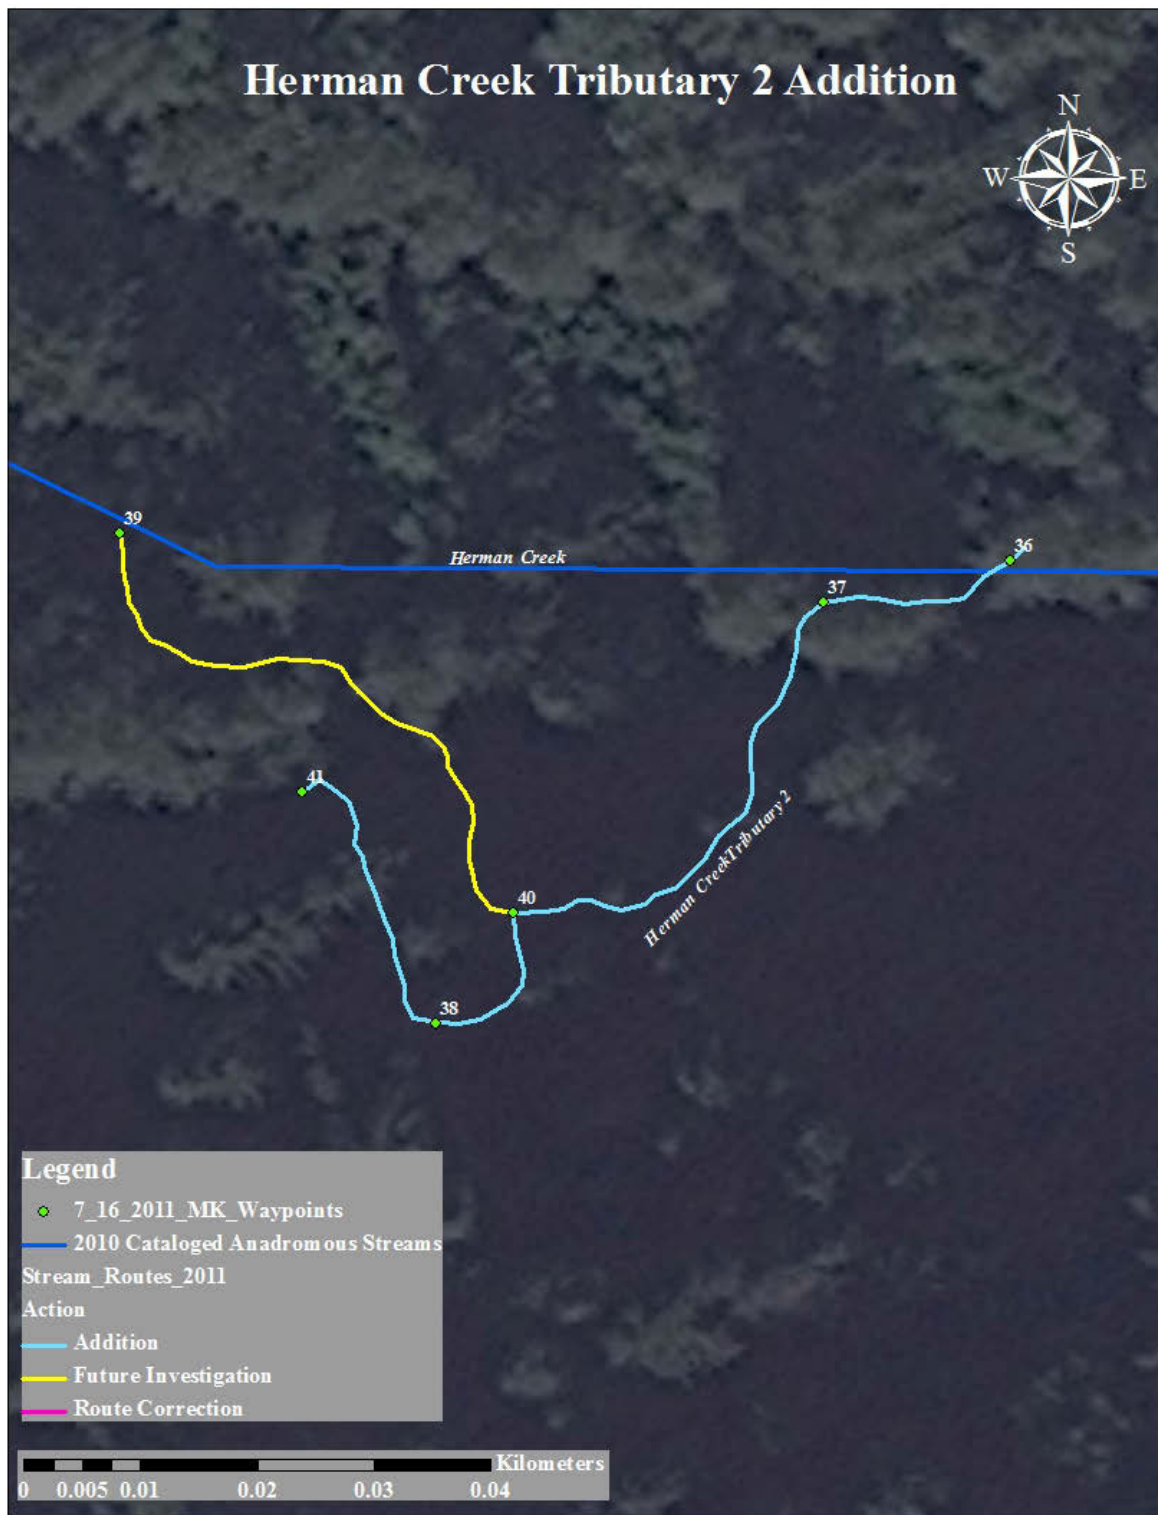 Herman Creek Tributary 2 Addition
N
W E
S
39
Herman Creek
36
37
41
Herman CreekTributary2
40
38
Legend
7_16_2011_MK_Waypoints
2010 Cataloged Anadromous Streams
Stream_Routes_2011
Action
Addition
Future Investigation
Route Correction
Kilometers
0 0.005 0.01 0.02 0.03 0.04